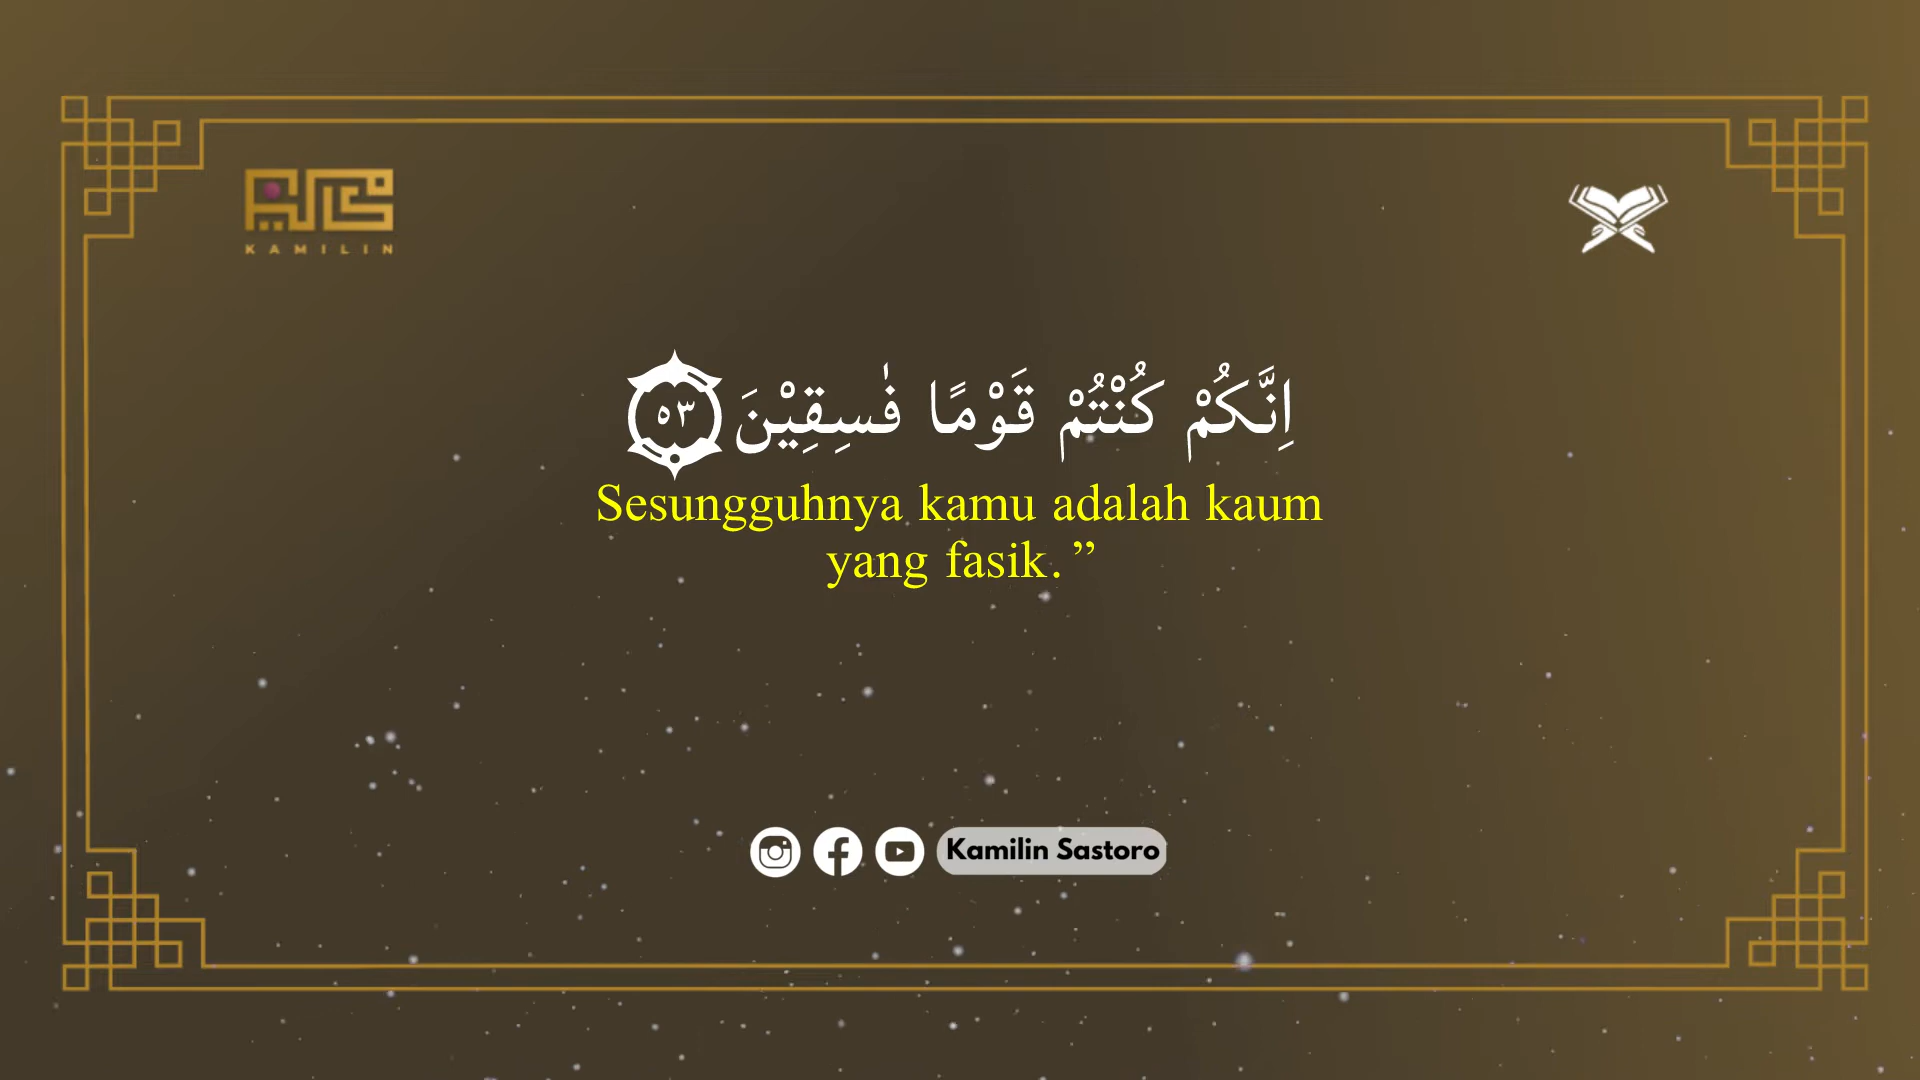 KAMILIN
اِنَّكُمْ كُنْتُمْ قَوْمًا فٰسِقِيْنَ ٥٣
Sesungguhnya kamu adalah kaum
yang fasik.”
Kamilin Sastoro